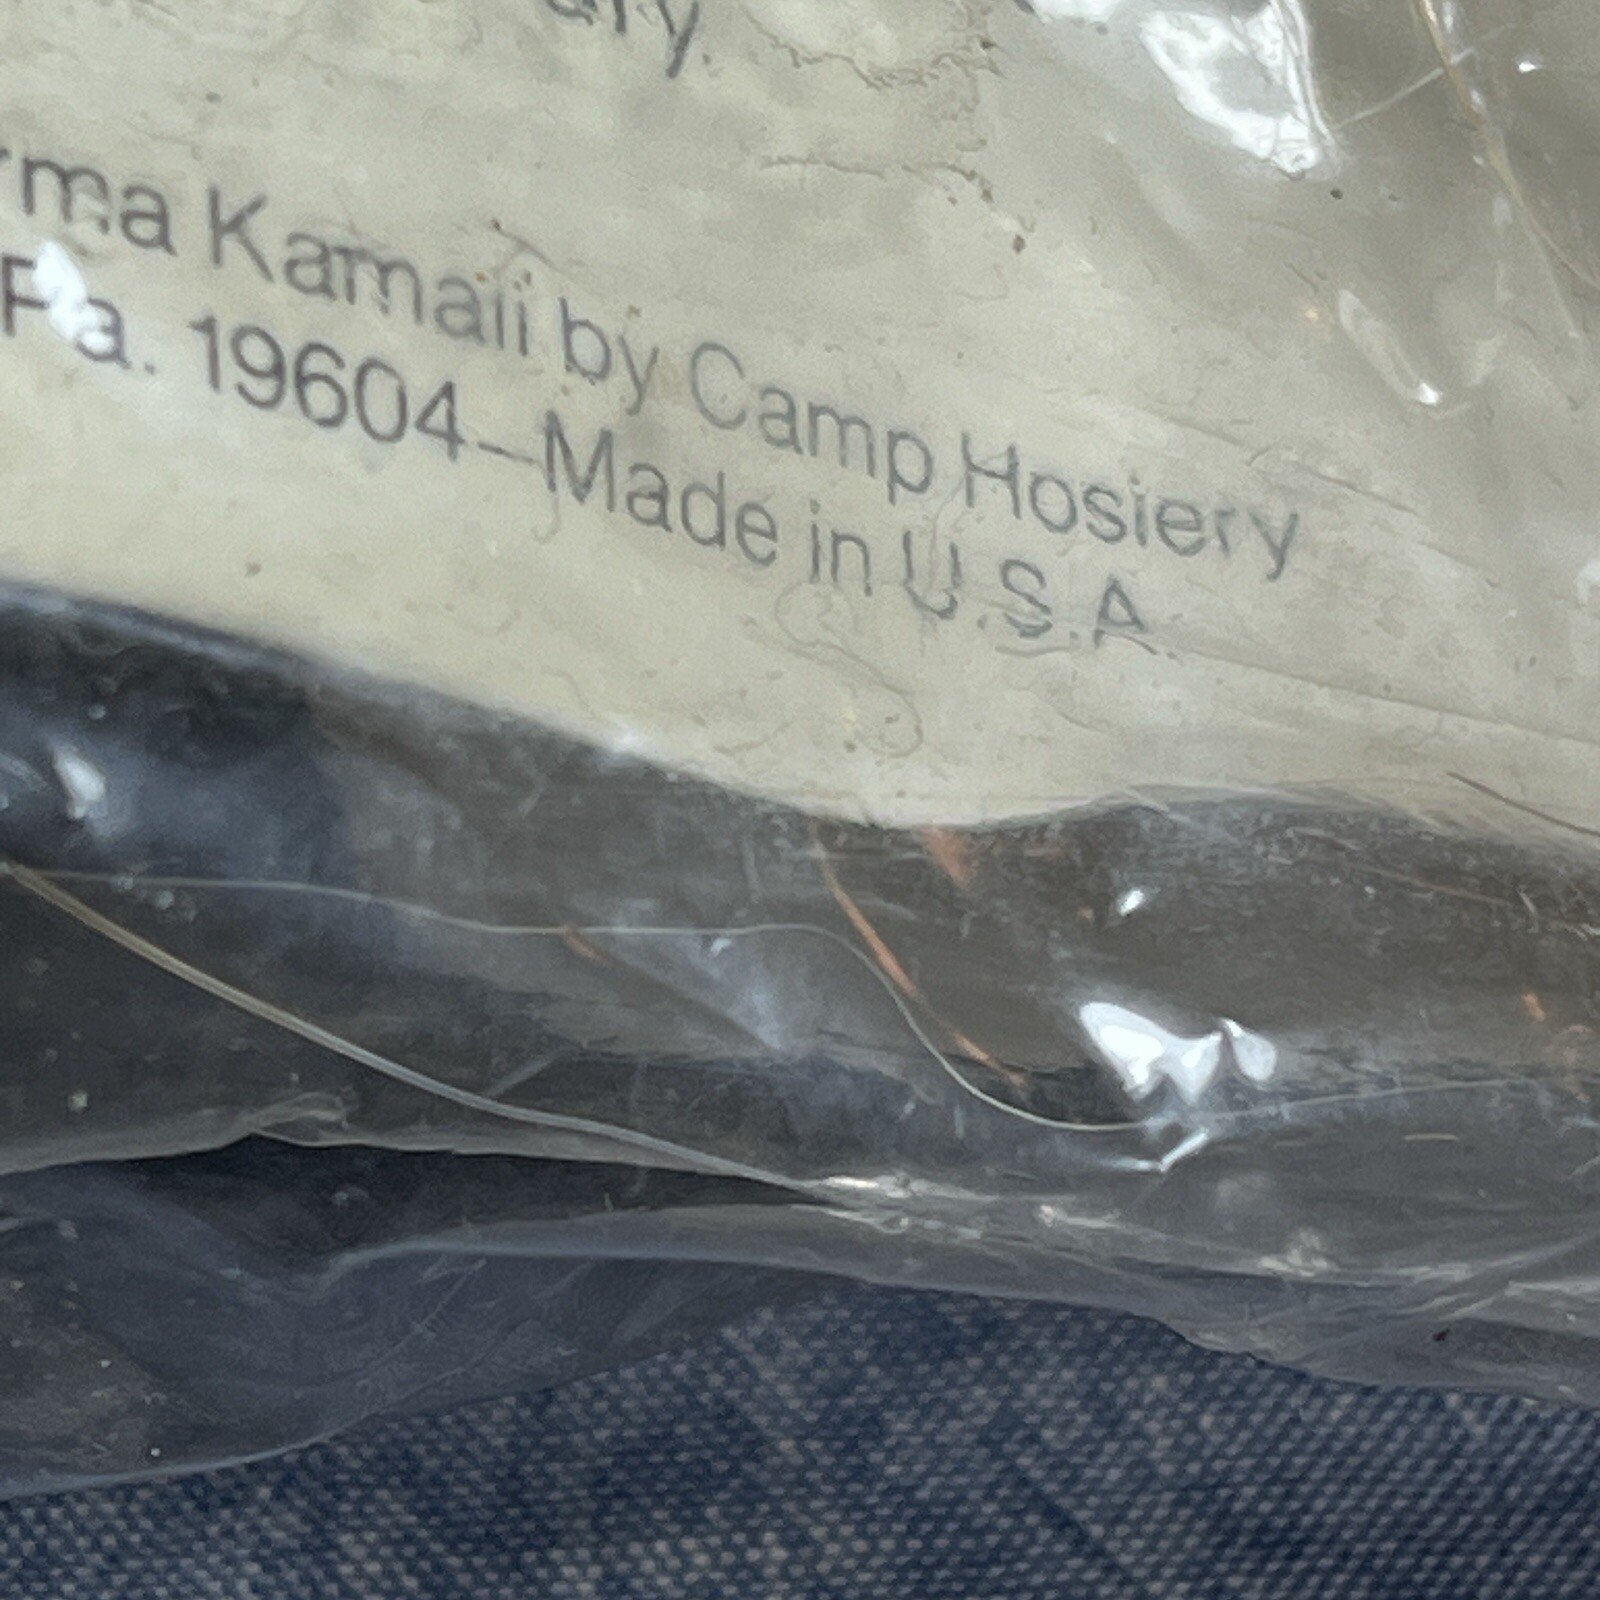 rma Kamali by Camp Hosiery
Pa. 19604–Made in U.S.A.